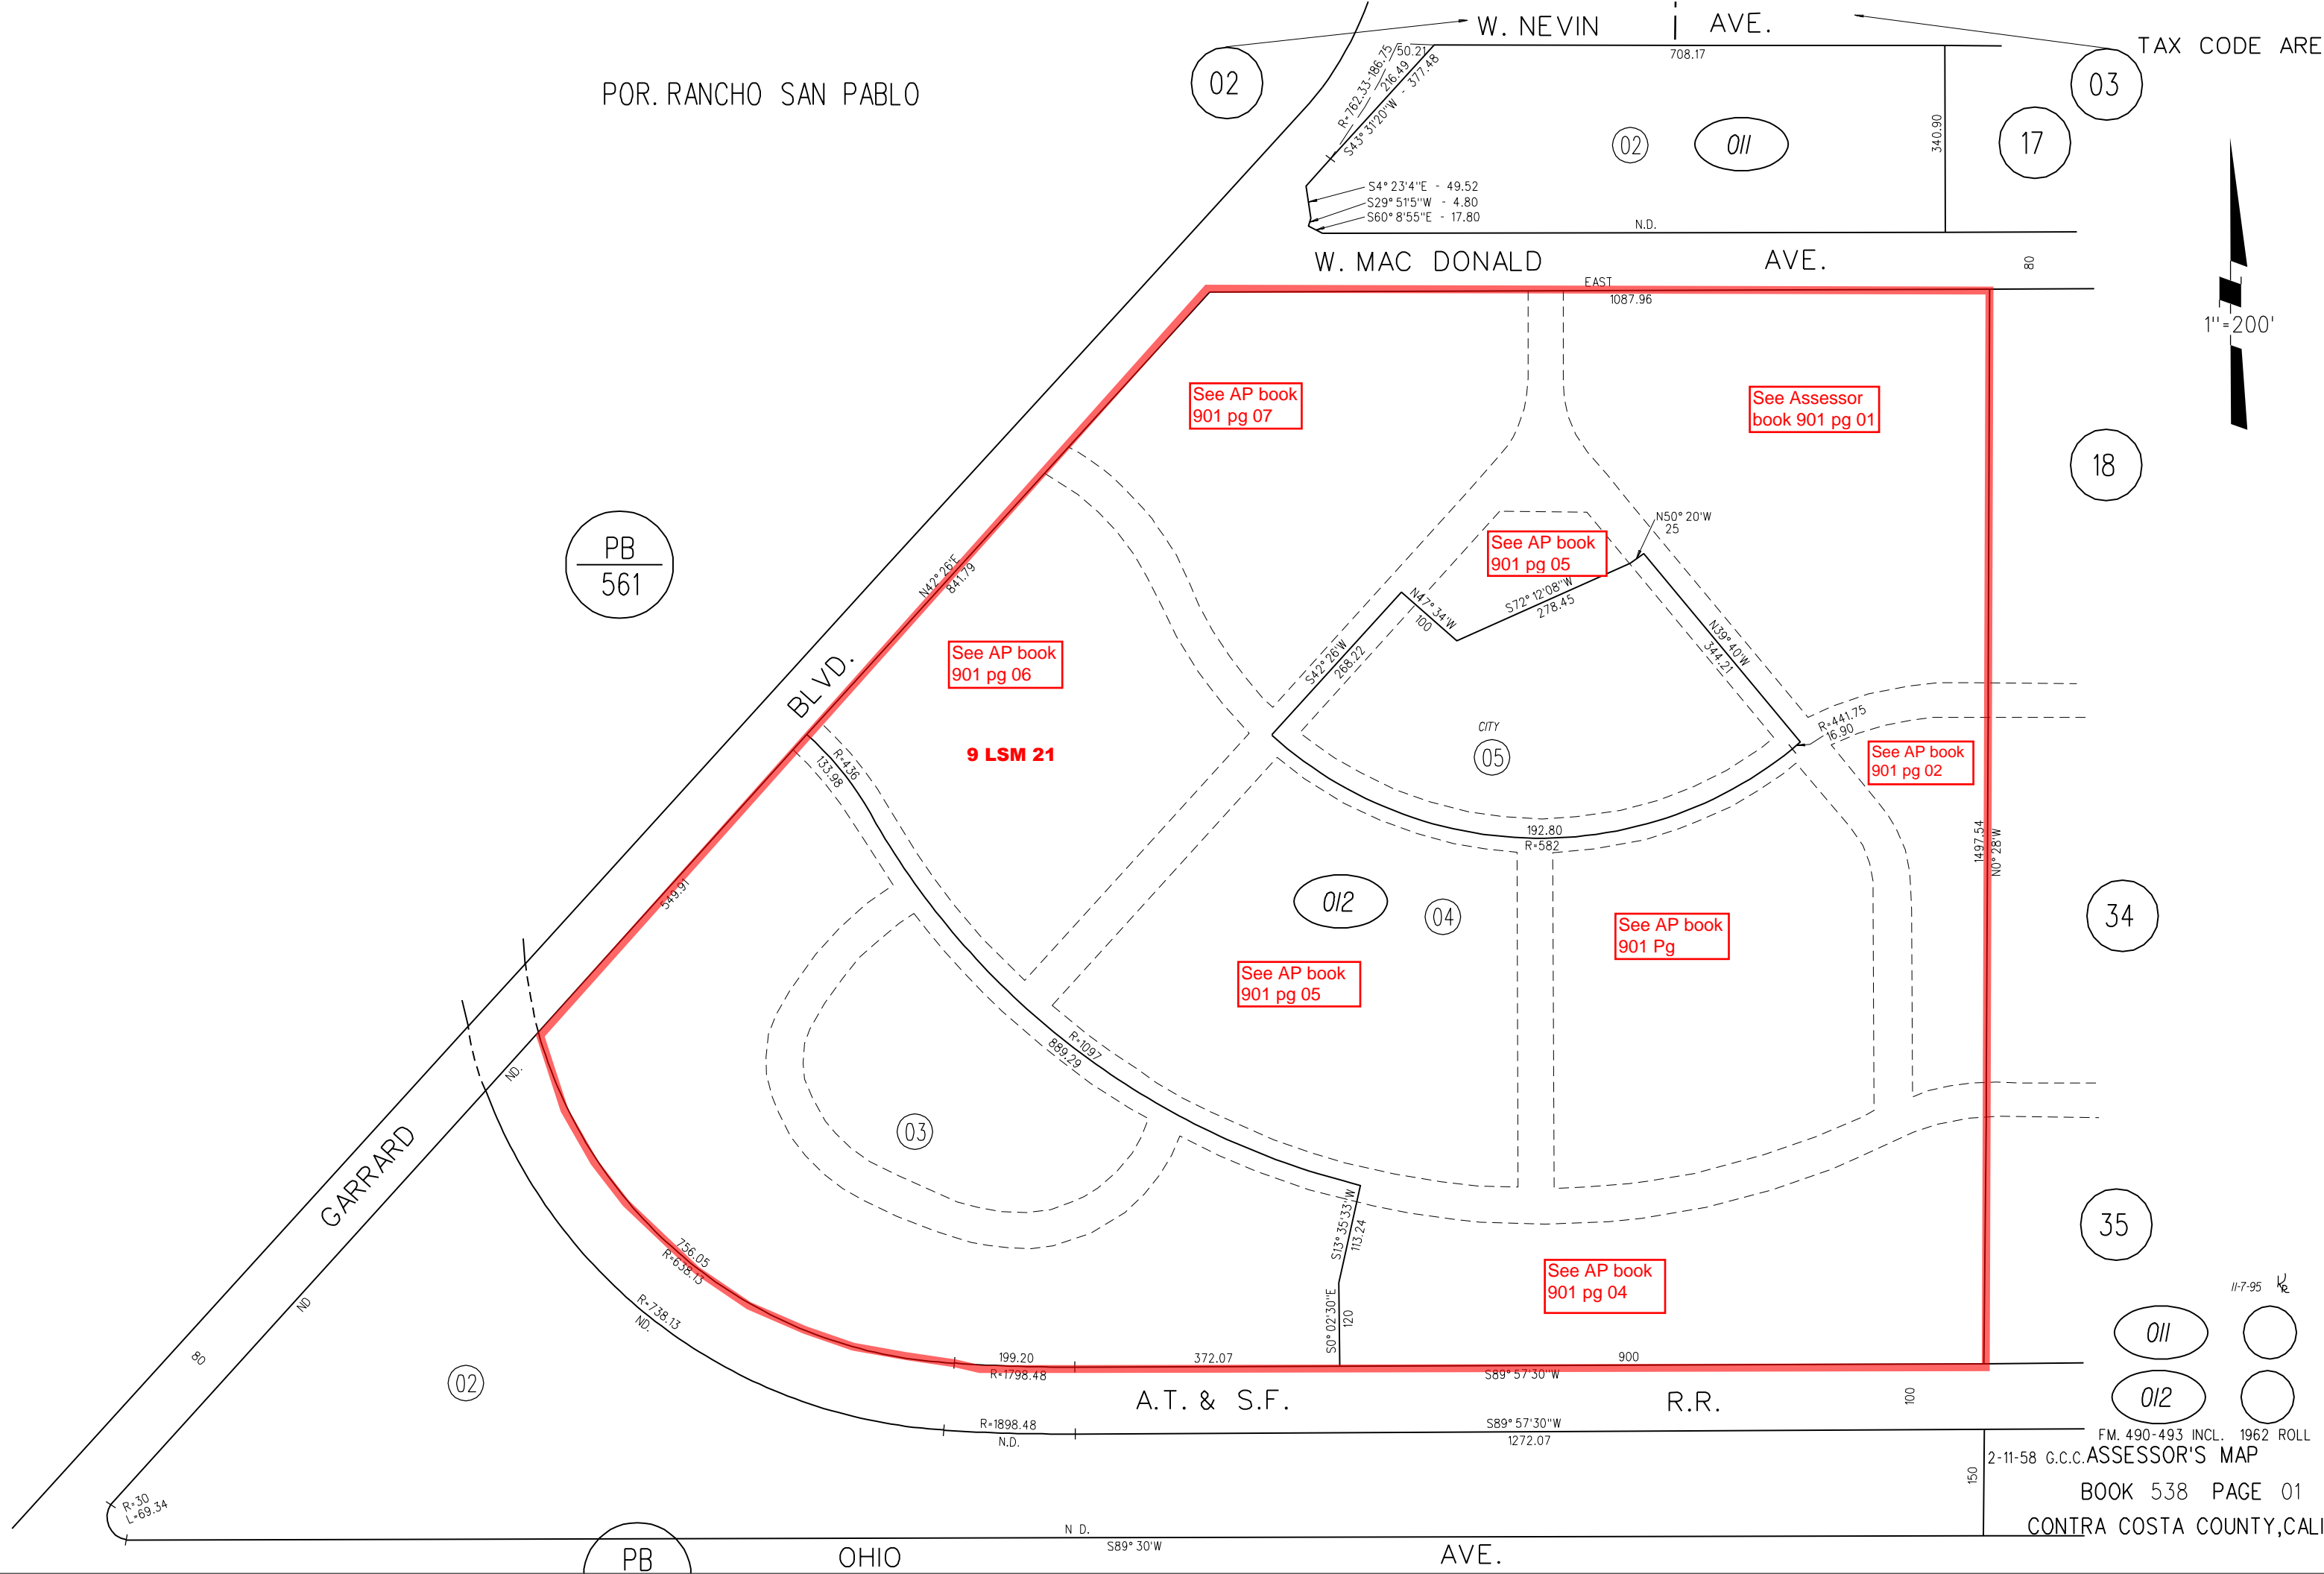 W. NEVIN AVE.
TAX CODE ARE
POR. RANCHO SAN PABLO
02
03
R=762.33-186.75/50.21
216.49
S43° 31'20"W - 377.48
708.17
340.90
02
011
17
S4° 23'4"E - 49.52
S29° 51'5"W - 4.80
S60° 8'55"E - 17.80
N.D.
W. MAC DONALD AVE.
80
EAST
1087.96
1"=200'
See AP book
901 pg 07
See Assessor
book 901 pg 01
18
PB
561
N42° 26'E
841.79
N50° 20'W
25
See AP book
901 pg 05
S72° 12'08"W
278.45
N47° 34'W
100
S42° 26'W
268.22
N39° 40'W
344.21
See AP book
901 pg 06
BLVD.
9 LSM 21
CITY
05
R=441.75
16.90
See AP book
901 pg 02
R=436
133.98
192.80
R=582
1497.54
N0° 28'W
549.91
012
04
See AP book
901 Pg
34
See AP book
901 pg 05
R=1097
889.29
ND.
03
GARRARD
S13° 35'33"W
113.24
35
756.05
R=638.13
See AP book
901 pg 04
11-7-95
R=738.13
ND.
ND
S0° 02'30"E
120
011
80
02
199.20
R=1798.48
372.07
900
S89° 57'30"W
A.T. & S.F. R.R.
100
012
R=1898.48
N.D.
S89° 57'30"W
1272.07
FM. 490-493 INCL. 1962 ROLL
2-11-58 G.C.C. ASSESSOR'S MAP
150
BOOK 538 PAGE 01
R=30
L=69.34
CONTRA COSTA COUNTY, CALI
N D.
S89° 30'W
PB
OHIO AVE.